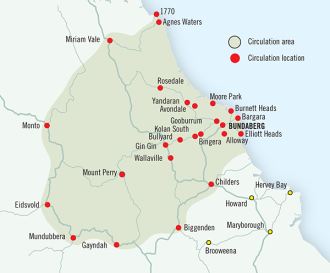 1770
Agnes Waters
Miriam Vale
Circulation area
Circulation location
Rosedale
Moore Park
Yandaran
Avondale
Burnett Heads
Gooburrum
Bargara
BUNDABERG
Kolan South
Elliott Heads
Bullyard
Alloway
Bingera
Gin Gin
Wallaville
Monto
Mount Perry
Childers
Hervey Bay
Howard
Eidsvold
Biggenden
Maryborough
Mundubbera
Gayndah
Brooweena